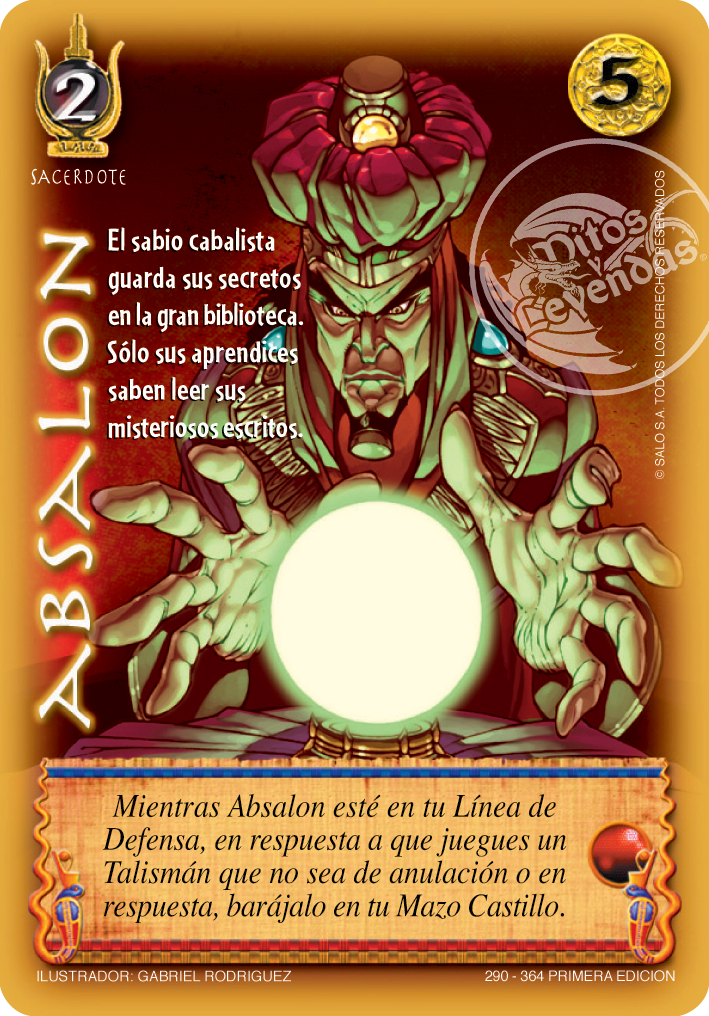 2
5
SACERDOTE
ABSALON
El sabio cabalista
guarda sus secretos
en la gran biblioteca.
Sólo sus aprendices
saben leer sus
misteriosos escritos.
Mitos
y
Leyendas
©
© SALO S.A. TODOS LOS DERECHOS RESERVADOS
Mientras Absalon esté en tu Línea de
Defensa, en respuesta a que juegues un
Talismán que no sea de anulación o en
respuesta, barájalo en tu Mazo Castillo.
ILUSTRADOR: GABRIEL RODRIGUEZ
290 - 364 PRIMERA EDICION